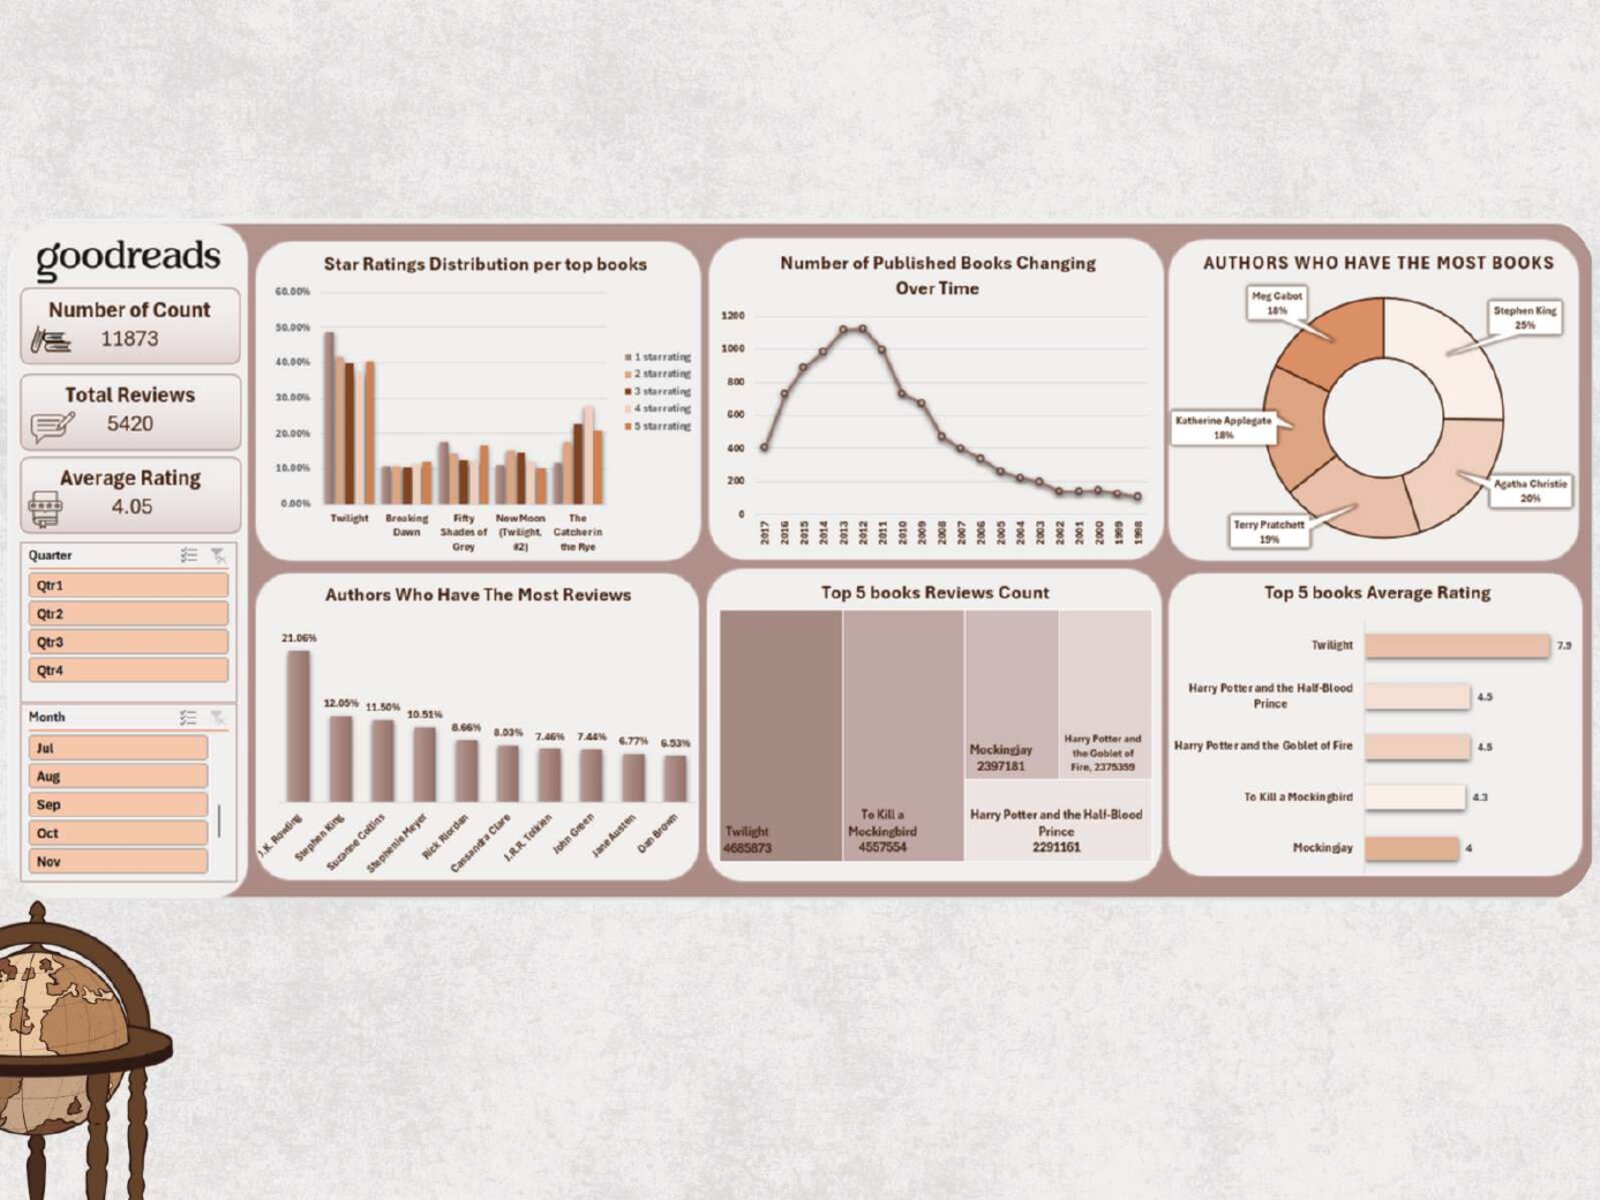 goodreads
Number of Count
11873
Total Reviews
5420
Average Rating
4.05
Quarter
Qtr1
Qtr2
Qtr3
Qtr4
Month
Jul
Aug
Sep
Oct
Nov
Star Ratings Distribution per top books
60.00%
50.00%
40.00%
30.00%
20.00%
10.00%
0.00%
1 star rating
2 star rating
3 star rating
4 star rating
5 star rating
Twilight
Breaking
Dawn
Fifty
Shades of
Grey
New Moon
(Twilight,
#2)
The
Catcher in
the Rye
Number of Published Books Changing
Over Time
1200
1000
800
600
400
200
0
2017
2016
2015
2014
2013
2012
2011
2010
2009
2008
2007
2006
2005
2004
2003
2002
2001
2000
1999
1998
AUTHORS WHO HAVE THE MOST BOOKS
Meg Cabot
18%
Stephen King
25%
Katherine Applegate
18%
Agatha Christie
20%
Terry Pratchett
19%
Authors Who Have The Most Reviews
21.06%
12.05%
11.50%
10.51%
8.66%
8.03%
7.46%
7.44%
6.77%
6.53%
J.K. Rowling
Stephen King
Suzanne Collins
Stephenie Meyer
Rick Riordan
Cassandra Clare
J.R.R. Tolkien
John Green
Jane Austen
Dan Brown
Top 5 books Reviews Count
Twilight
4685873
To Kill a
Mockingbird
4557554
Mockingjay
2397181
Harry Potter and
the Goblet of
Fire, 2375359
Harry Potter and the Half-Blood
Prince
2291161
Top 5 books Average Rating
Twilight
7.9
Harry Potter and the Half-Blood
Prince
4.5
Harry Potter and the Goblet of Fire
4.5
To Kill a Mockingbird
4.3
Mockingjay
4